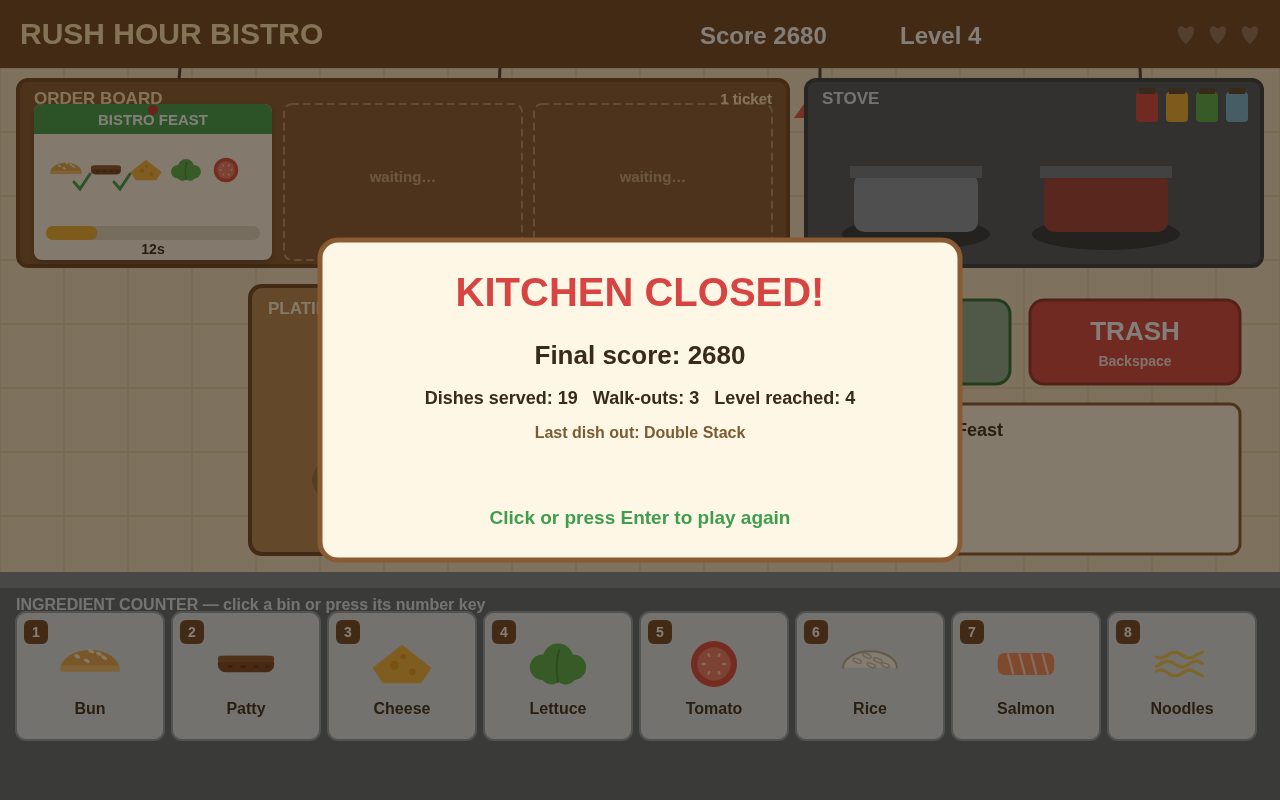 RUSH HOUR BISTRO
Score 2680
Level 4
ORDER BOARD
1 ticket
BISTRO FEAST
waiting…
waiting…
12s
STOVE
KITCHEN CLOSED!
Final score: 2680
Dishes served: 19 Walk-outs: 3 Level reached: 4
Last dish out: Double Stack
Click or press Enter to play again
TRASH
Backspace
Feast
INGREDIENT COUNTER — click a bin or press its number key
1
Bun
2
Patty
3
Cheese
4
Lettuce
5
Tomato
6
Rice
7
Salmon
8
Noodles